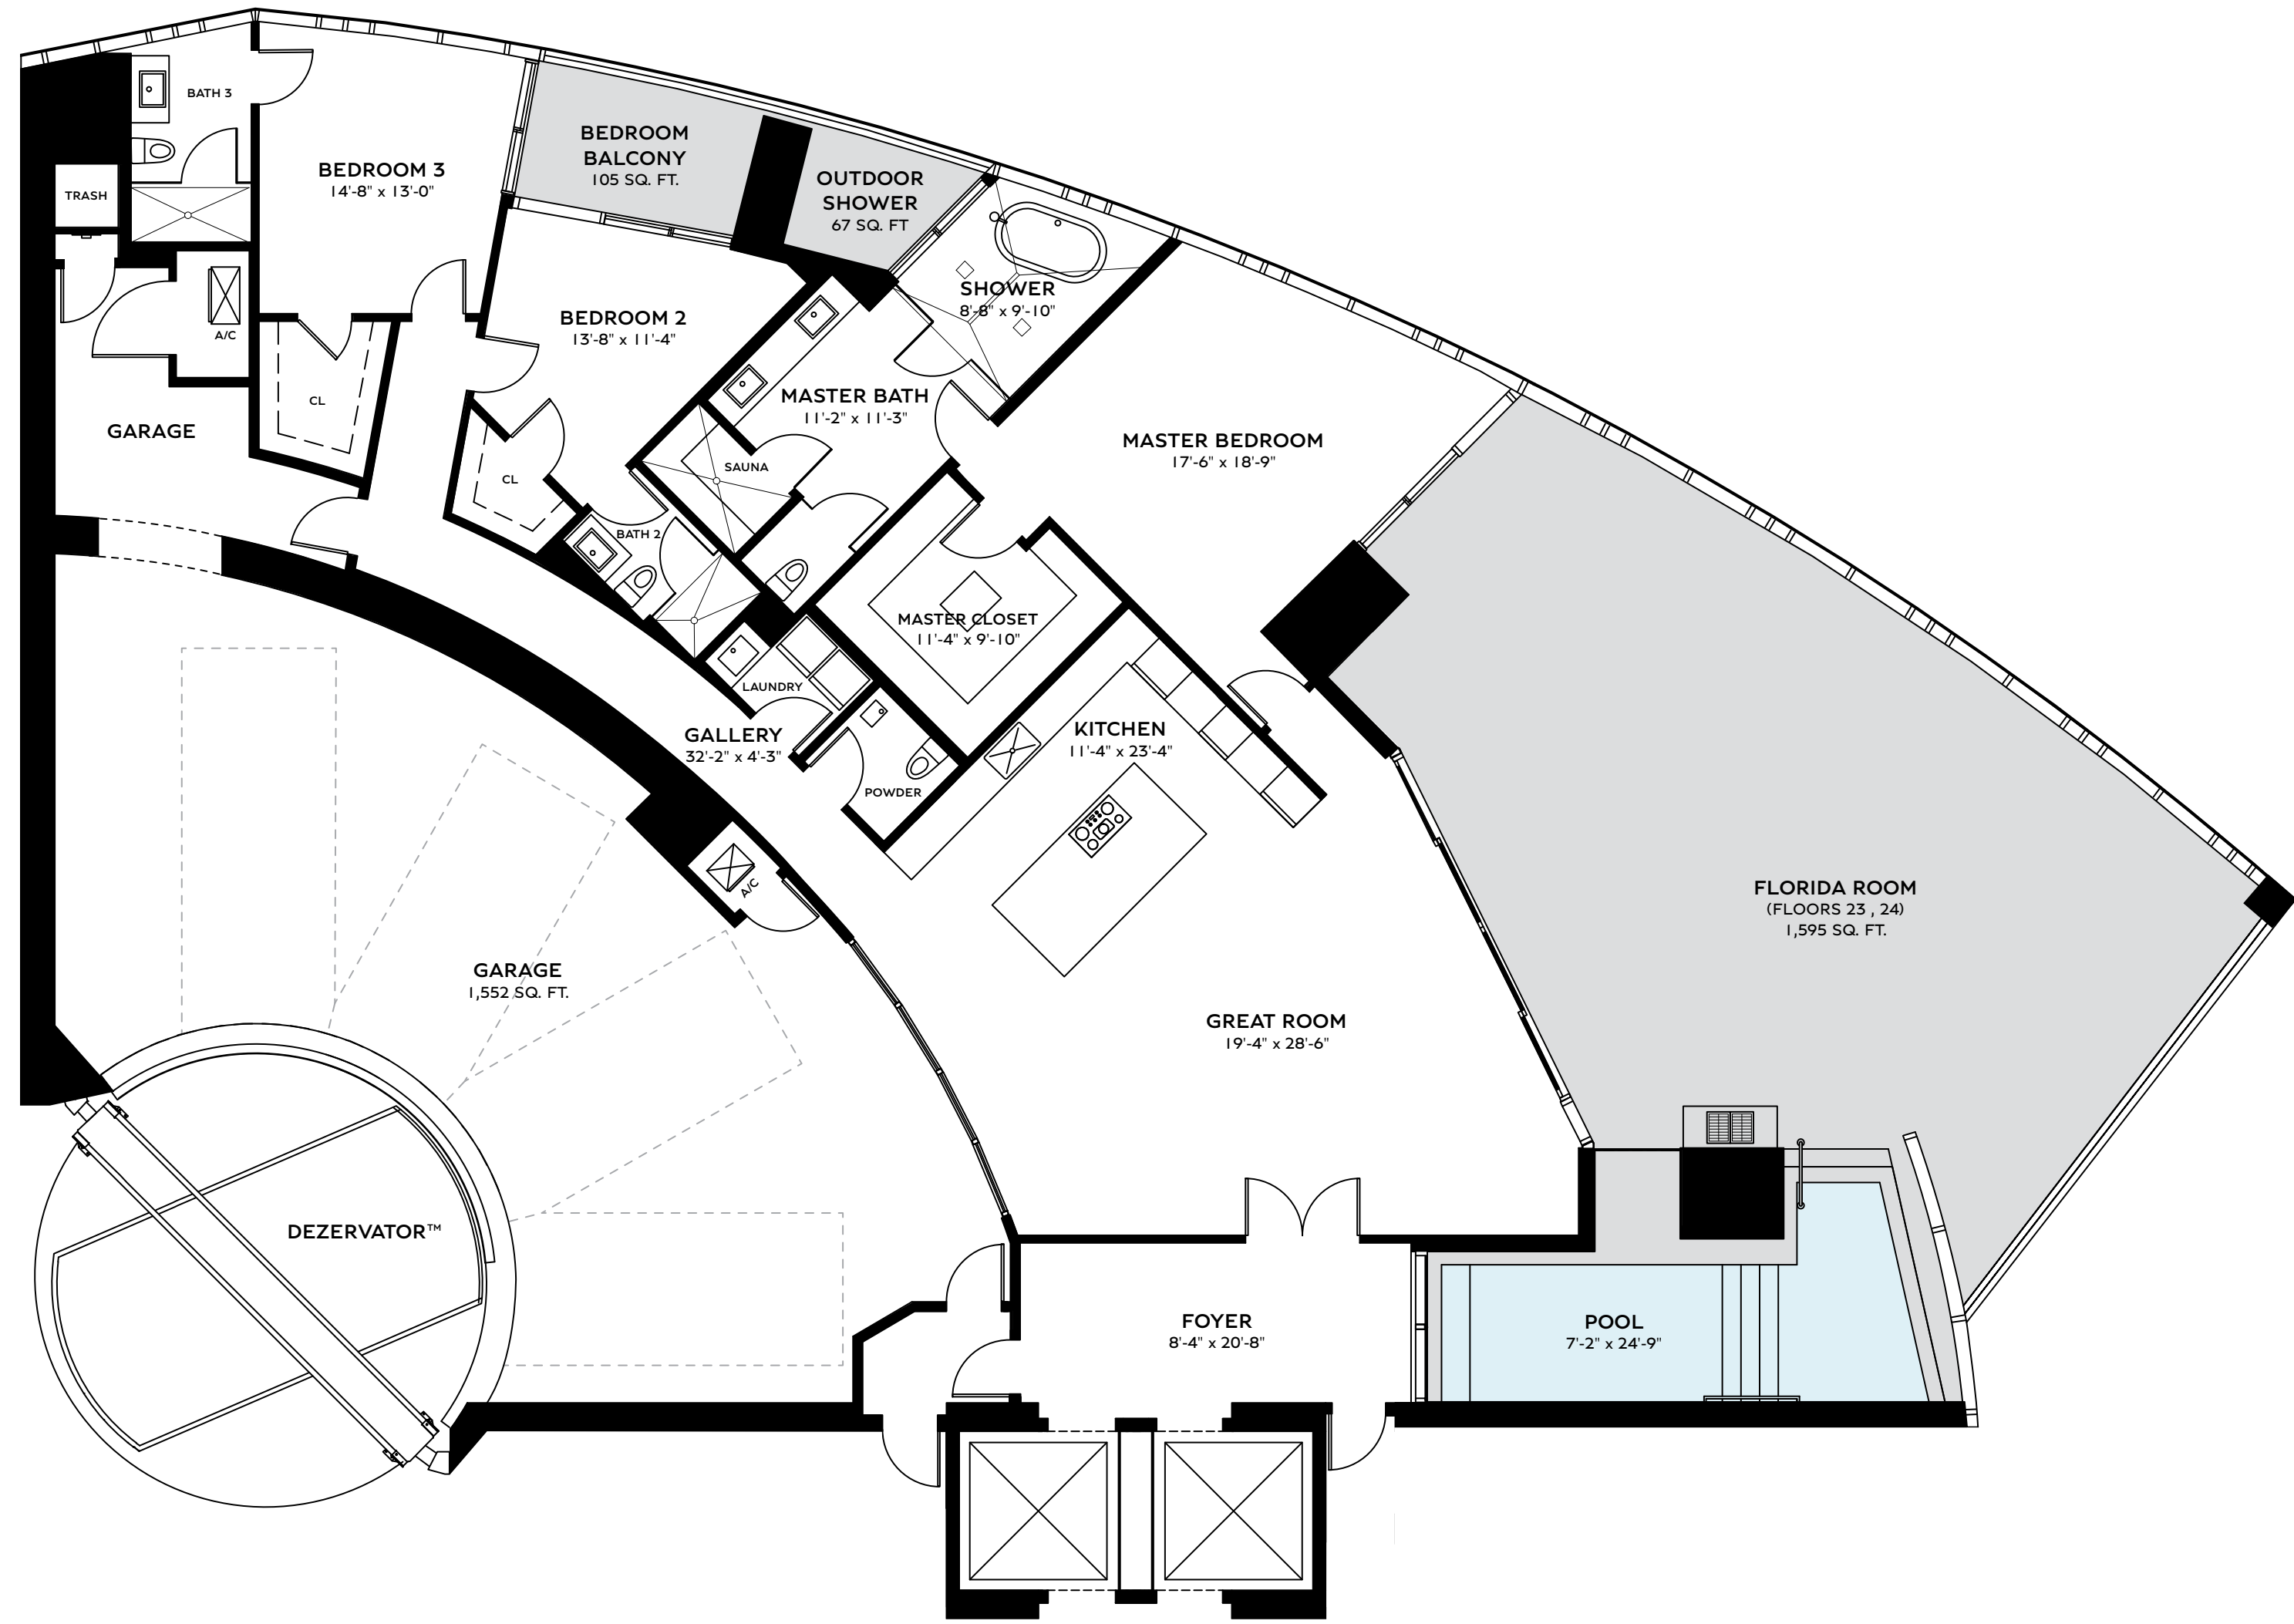 BATH 3
TRASH
A/C
GARAGE
BEDROOM 3
14'-8" x 13'-0"
CL
BEDROOM
BALCONY
105 SQ. FT.
OUTDOOR
SHOWER
67 SQ. FT
BEDROOM 2
13'-8" x 11'-4"
CL
SHOWER
8'-8" x 9'-10"
MASTER BATH
11'-2" x 11'-3"
SAUNA
BATH 2
MASTER BEDROOM
17'-6" x 18'-9"
MASTER CLOSET
11'-4" x 9'-10"
LAUNDRY
GALLERY
32'-2" x 4'-3"
POWDER
KITCHEN
11'-4" x 23'-4"
A/C
GARAGE
1,552 SQ. FT.
FLORIDA ROOM
(FLOORS 23 , 24)
1,595 SQ. FT.
GREAT ROOM
19'-4" x 28'-6"
DEZERVATOR™
FOYER
8'-4" x 20'-8"
POOL
7'-2" x 24'-9"